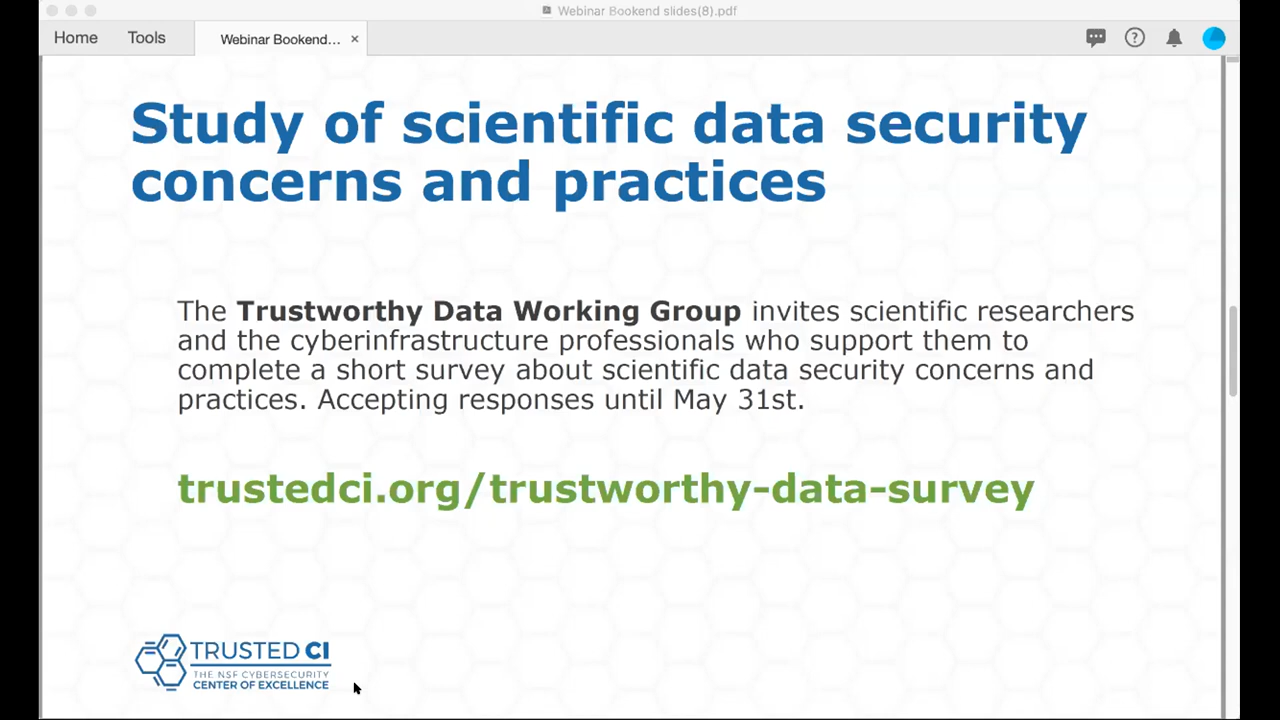 Webinar Bookend slides(8).pdf
Home Tools Webinar Bookend... ×
Study of scientific data security
concerns and practices
The Trustworthy Data Working Group invites scientific researchers
and the cyberinfrastructure professionals who support them to
complete a short survey about scientific data security concerns and
practices. Accepting responses until May 31st.
trustedci.org/trustworthy-data-survey
TRUSTED CI
THE NSF CYBERSECURITY
CENTER OF EXCELLENCE